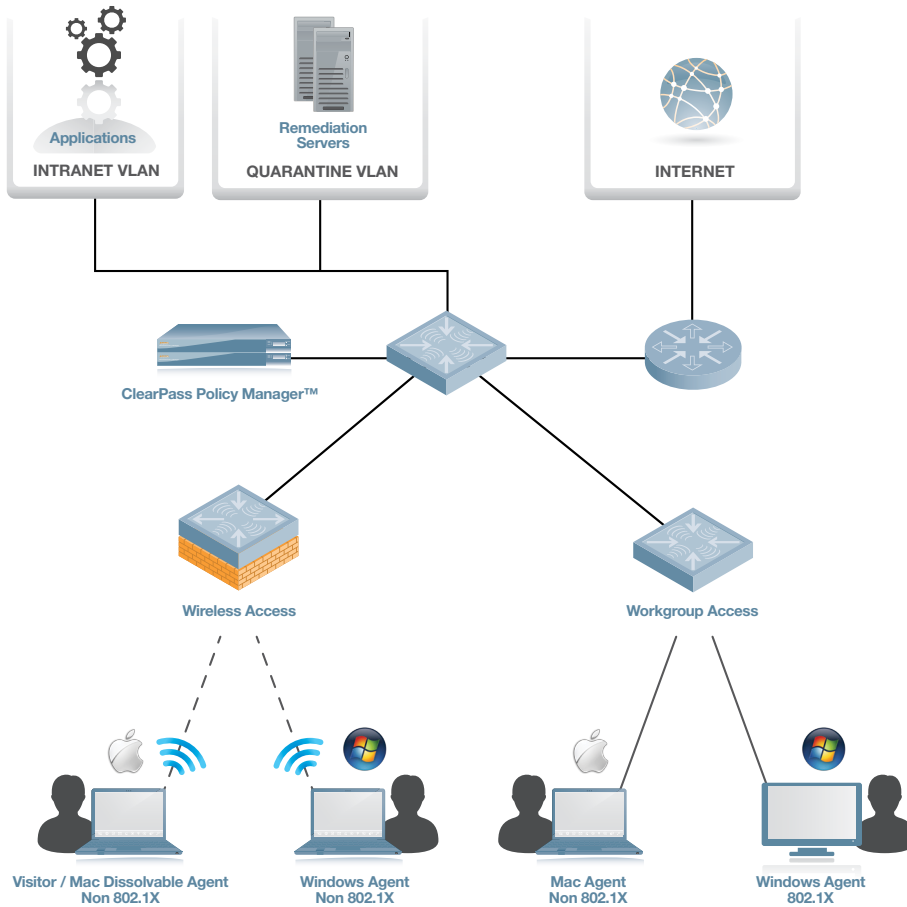 Applications
INTRANET VLAN
Remediation
Servers
QUARANTINE VLAN
INTERNET
ClearPass Policy Manager™
Wireless Access
Workgroup Access
Visitor / Mac Dissolvable Agent
Non 802.1X
Windows Agent
Non 802.1X
Mac Agent
Non 802.1X
Windows Agent
802.1X